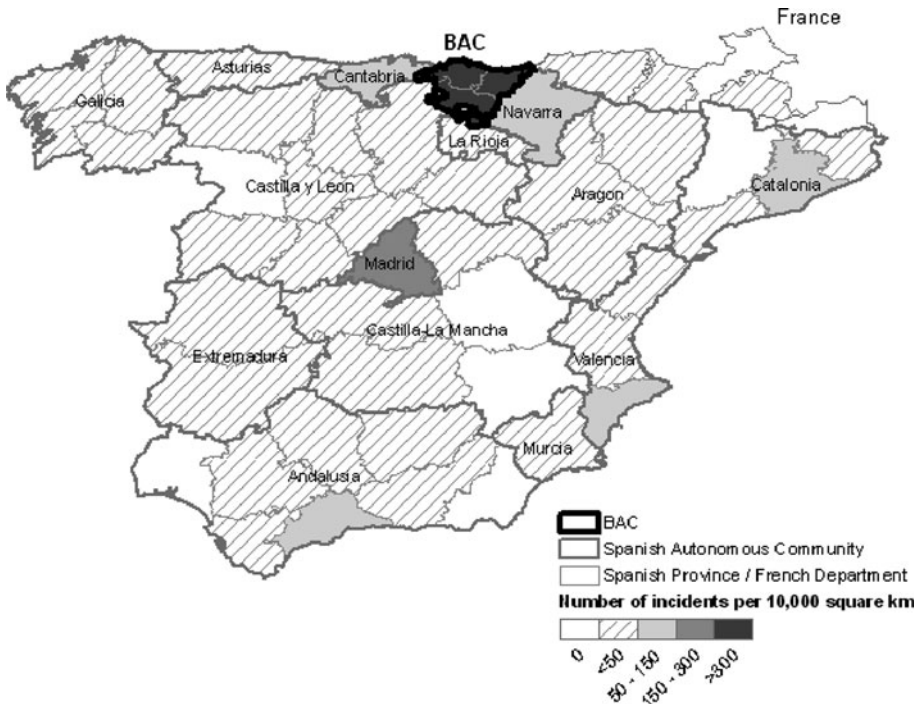 France
BAC
Asturias
Cantabria
Galicia
Navarra
La Rioja
Castilla y Leon
Catalonia
Aragon
Madrid
Castilla-La Mancha
Extremadura
Valencia
Murcia
Andalusia
BAC
Spanish Autonomous Community
Spanish Province / French Department
Number of incidents per 10,000 square km
0
<50
50 - 150
150 - 300
>300